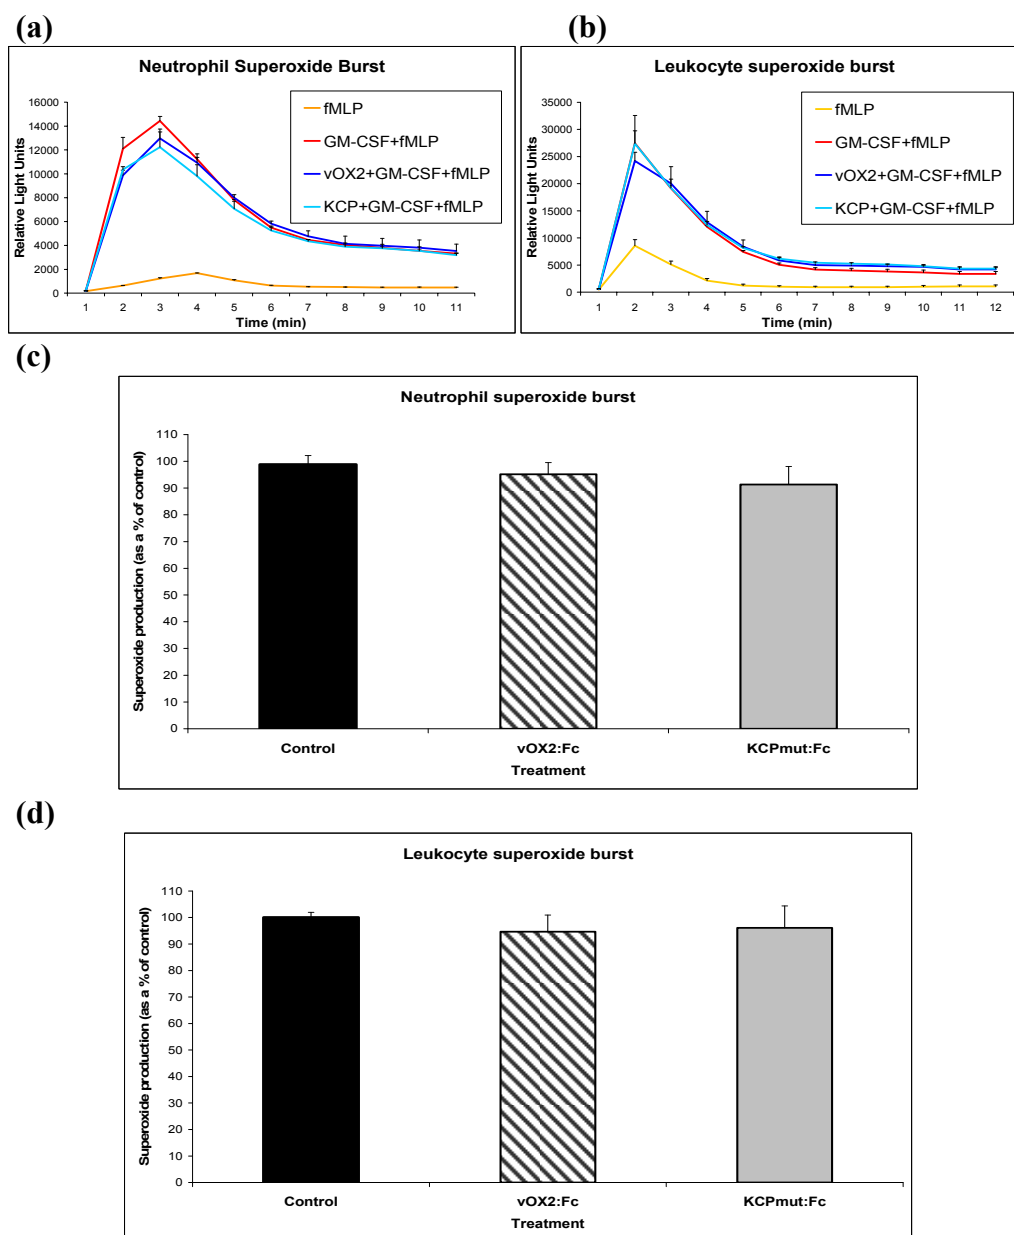 (a)
Neutrophil Superoxide Burst
Relative Light Units
16000
14000
12000
10000
8000
6000
4000
2000
0
fMLP
GM-CSF+fMLP
vOX2+GM-CSF+fMLP
KCP+GM-CSF+fMLP
1 2 3 4 5 6 7 8 9 10 11
Time (min)
(b)
Leukocyte superoxide burst
Relative Light Units
35000
30000
25000
20000
15000
10000
5000
0
fMLP
GM-CSF+fMLP
vOX2+GM-CSF+fMLP
KCP+GM-CSF+fMLP
1 2 3 4 5 6 7 8 9 10 11 12
Time (min)
(c)
Neutrophil superoxide burst
Superoxide production (as a % of control)
110
100
90
80
70
60
50
40
30
20
10
0
Control vOX2:Fc KCPmut:Fc
Treatment
(d)
Leukocyte superoxide burst
Superoxide production (as a % of control)
110
100
90
80
70
60
50
40
30
20
10
0
Control vOX2:Fc KCPmut:Fc
Treatment